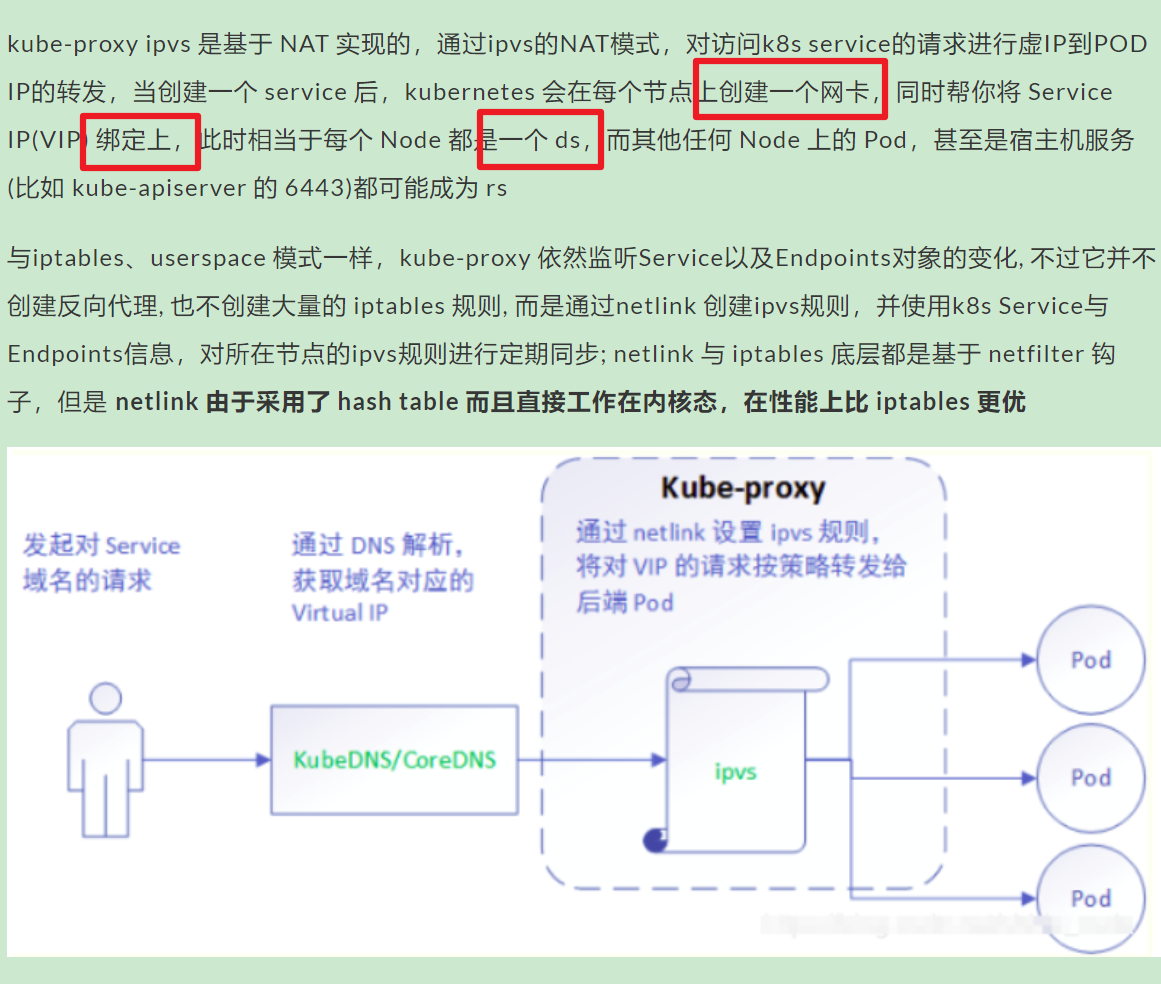 kube-proxy ipvs 是基于 NAT 实现的，通过ipvs的NAT模式，对访问k8s service的请求进行虚IP到POD
IP的转发，当创建一个 service 后，kubernetes 会在每个节点上创建一个网卡，同时帮你将 Service
IP(VIP) 绑定上，此时相当于每个 Node 都是一个 ds，而其他任何 Node 上的 Pod，甚至是宿主机服务
(比如 kube-apiserver 的 6443)都可能成为 rs
与iptables、userspace 模式一样，kube-proxy 依然监听Service以及Endpoints对象的变化, 不过它并不
创建反向代理, 也不创建大量的 iptables 规则, 而是通过netlink 创建ipvs规则，并使用k8s Service与
Endpoints信息，对所在节点的ipvs规则进行定期同步; netlink 与 iptables 底层都是基于 netfilter 钩
子，但是 netlink 由于采用了 hash table 而且直接工作在内核态，在性能上比 iptables 更优
发起对 Service
域名的请求
通过 DNS 解析，
获取域名对应的
Virtual IP
Kube-proxy
通过 netlink 设置 ipvs 规则，
将对 VIP 的请求按策略转发给
后端 Pod
KubeDNS/CoreDNS
ipvs
Pod
Pod
Pod